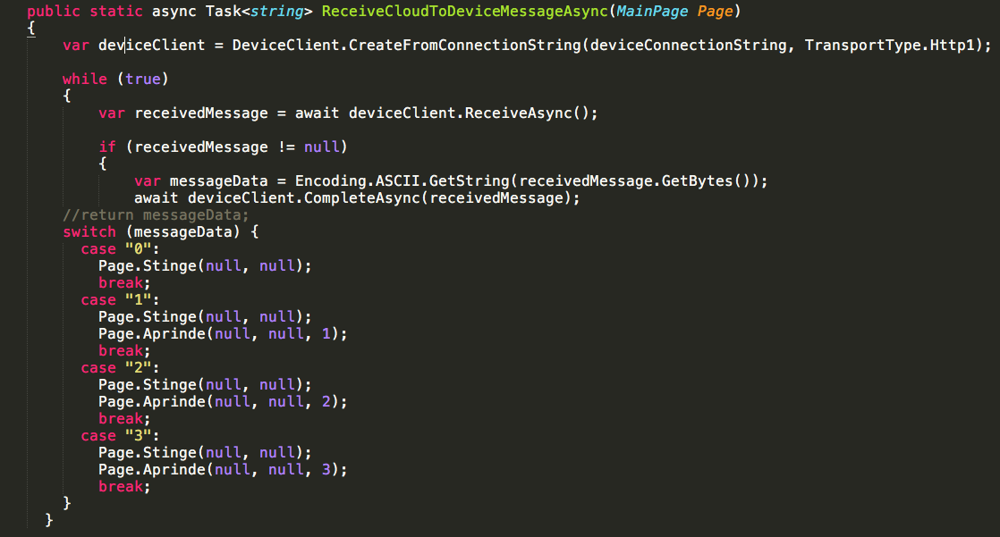 public static async Task<string> ReceiveCloudToDeviceMessageAsync(MainPage Page)
{
    var deviceClient = DeviceClient.CreateFromConnectionString(deviceConnectionString, TransportType.Http1);

    while (true)
    {
        var receivedMessage = await deviceClient.ReceiveAsync();

        if (receivedMessage != null)
        {
            var messageData = Encoding.ASCII.GetString(receivedMessage.GetBytes());
            await deviceClient.CompleteAsync(receivedMessage);
    //return messageData;
    switch (messageData) {
      case "0":
        Page.Stinge(null, null);
        break;
      case "1":
        Page.Stinge(null, null);
        Page.Aprinde(null, null, 1);
        break;
      case "2":
        Page.Stinge(null, null);
        Page.Aprinde(null, null, 2);
        break;
      case "3":
        Page.Stinge(null, null);
        Page.Aprinde(null, null, 3);
        break;
    }
  }